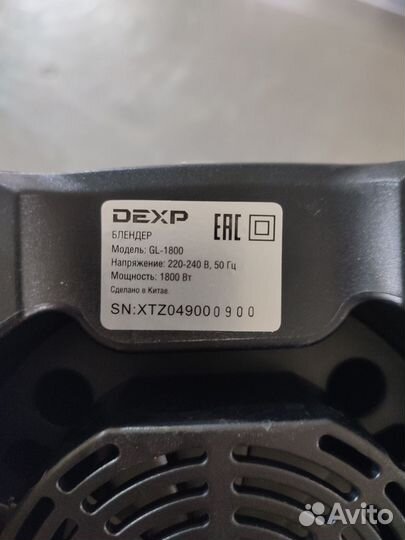 DEXP
EAC
БЛЕНДЕР
Модель: GL-1800
Напряжение: 220-240 В, 50 Гц
Мощность: 1800 Вт
Сделано в Китае.
SN:XTZ049000900
Avito